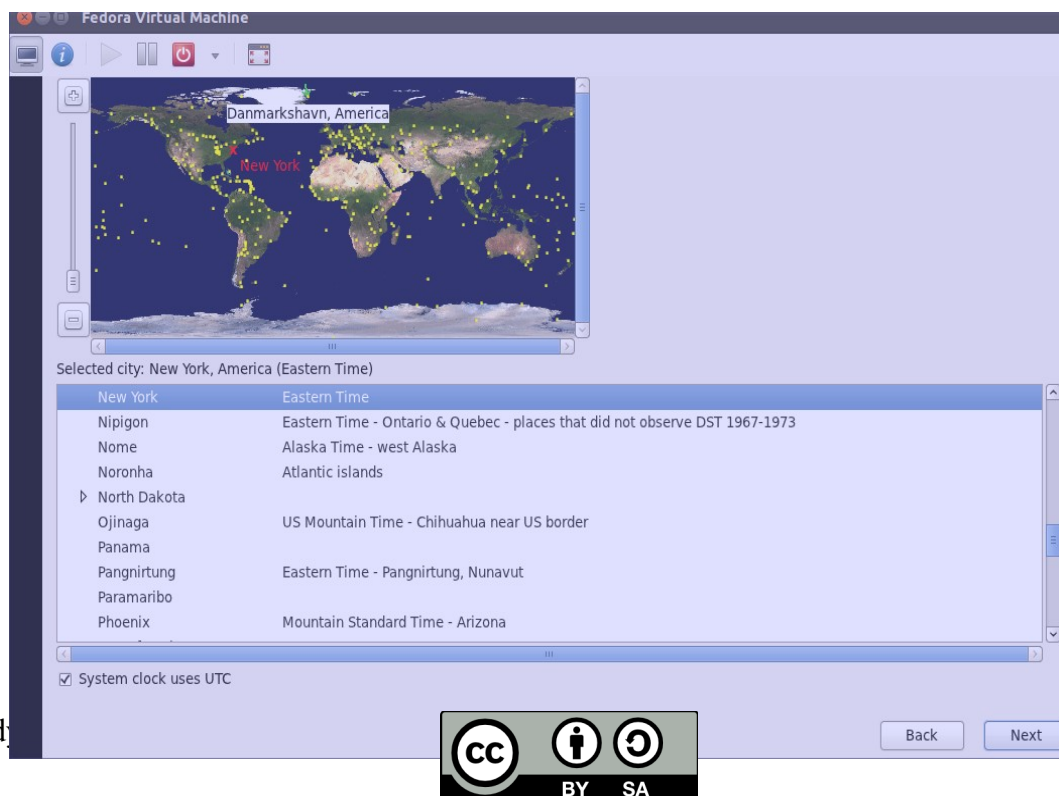 Fedora Virtual Machine
Danmarkshavn, America
New York
Selected city: New York, America (Eastern Time)
New York Eastern Time
Nipigon Eastern Time - Ontario & Quebec - places that did not observe DST 1967-1973
Nome Alaska Time - west Alaska
Noronha Atlantic islands
North Dakota
Ojinaga US Mountain Time - Chihuahua near US border
Panama
Pangnirtung Eastern Time - Pangnirtung, Nunavut
Paramaribo
Phoenix Mountain Standard Time - Arizona
System clock uses UTC
Back Next
cc
BY SA